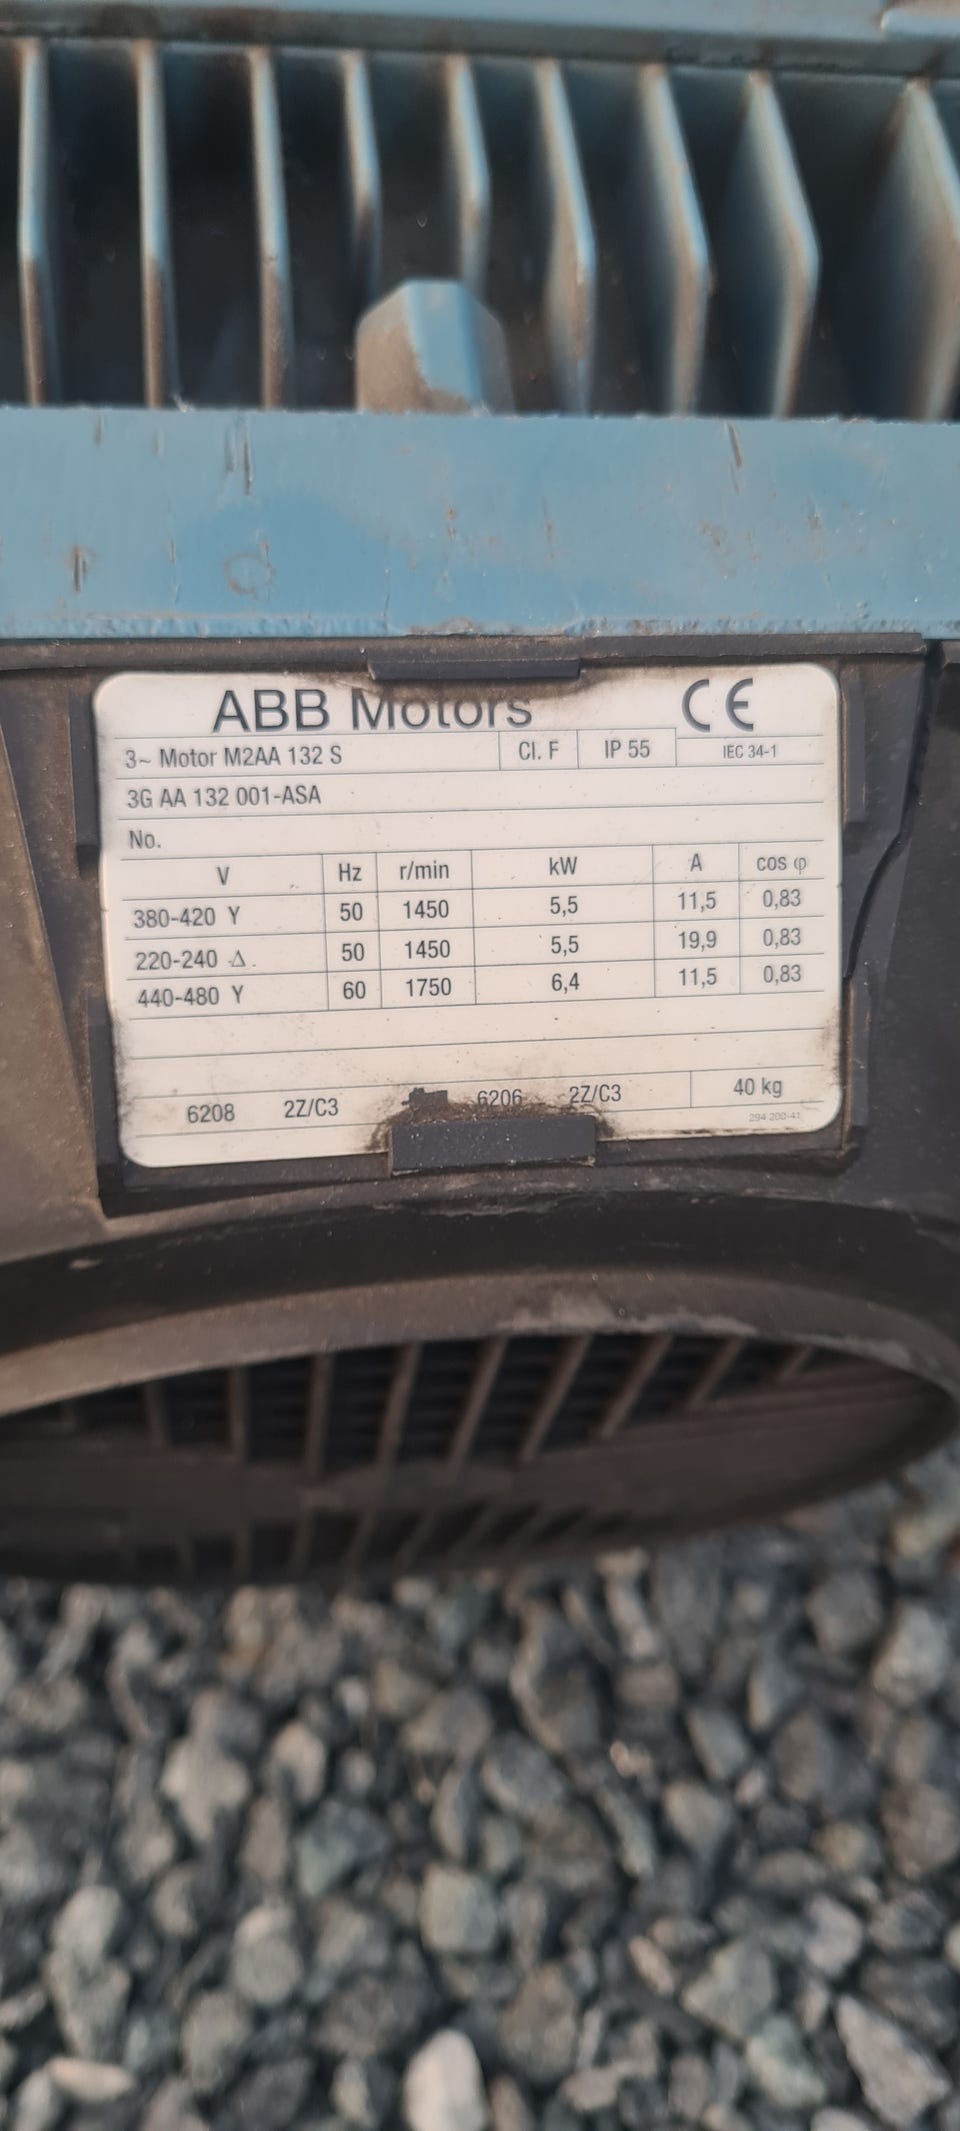 ABB Motors CE
3~ Motor M2AA 132 S Cl. F IP 55 IEC 34-1
3G AA 132 001-ASA
No.
V Hz r/min kW A cos φ
380-420 Y 50 1450 5,5 11,5 0,83
220-240 Δ 50 1450 5,5 19,9 0,83
440-480 Y 60 1750 6,4 11,5 0,83
6208 2Z/C3 6206 2Z/C3 40 kg
294 200-41